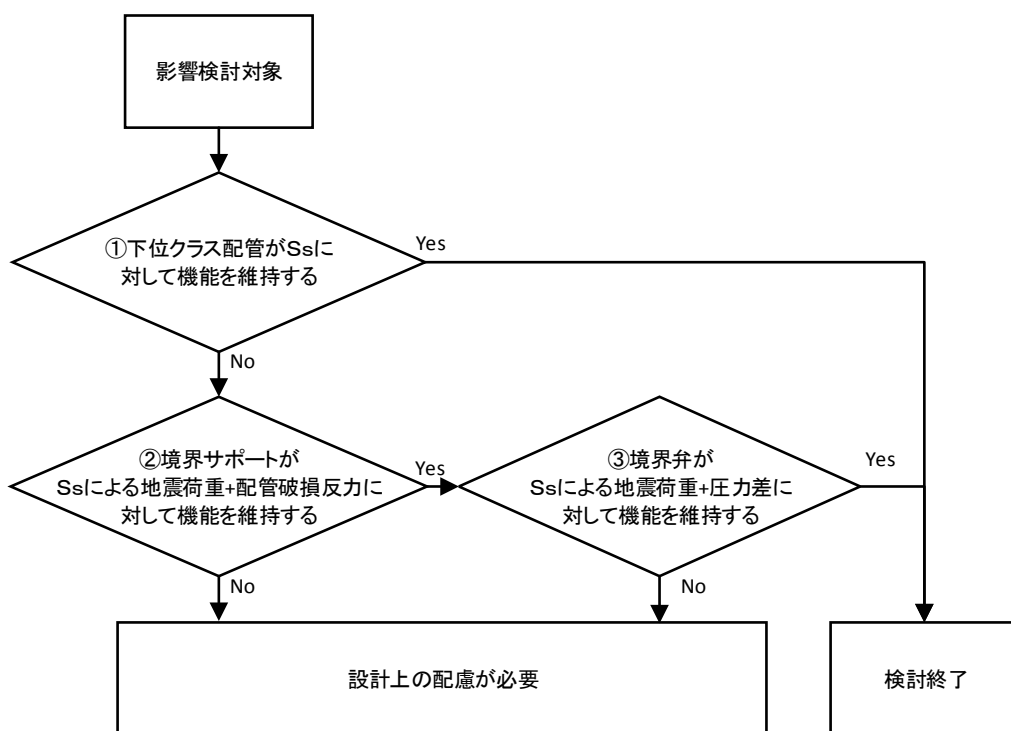 影響検討対象
①下位クラス配管がSsに
対して機能を維持する
Yes
No
②境界サポートが
Ssによる地震荷重+配管破損反力に
対して機能を維持する
Yes
③境界弁が
Ssによる地震荷重+圧力差に
対して機能を維持する
Yes
No
No
設計上の配慮が必要
検討終了